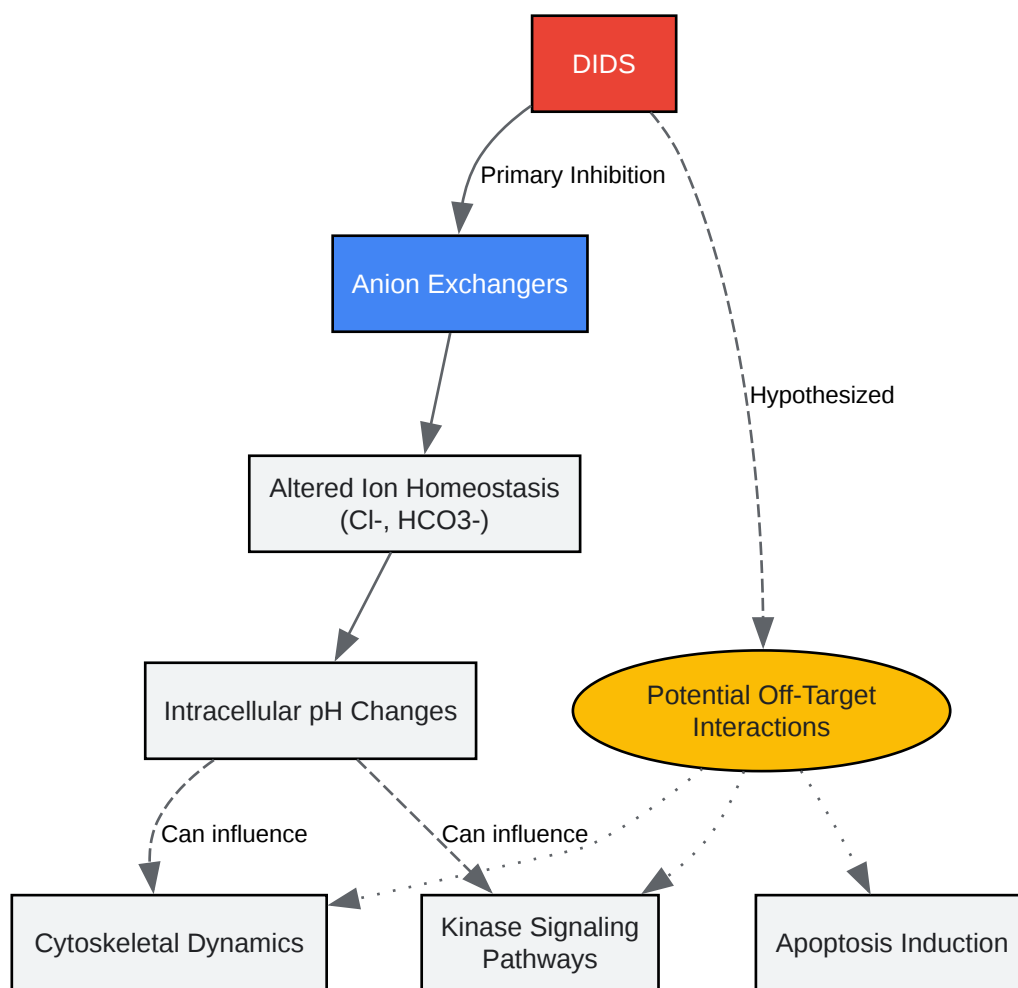 DIDS
Primary Inhibition
Anion Exchangers
Hypothesized
Altered Ion Homeostasis
(Cl-, HCO3-)
Intracellular pH Changes
Potential Off-Target
Interactions
Can influence
Can influence
Cytoskeletal Dynamics
Kinase Signaling
Pathways
Apoptosis Induction